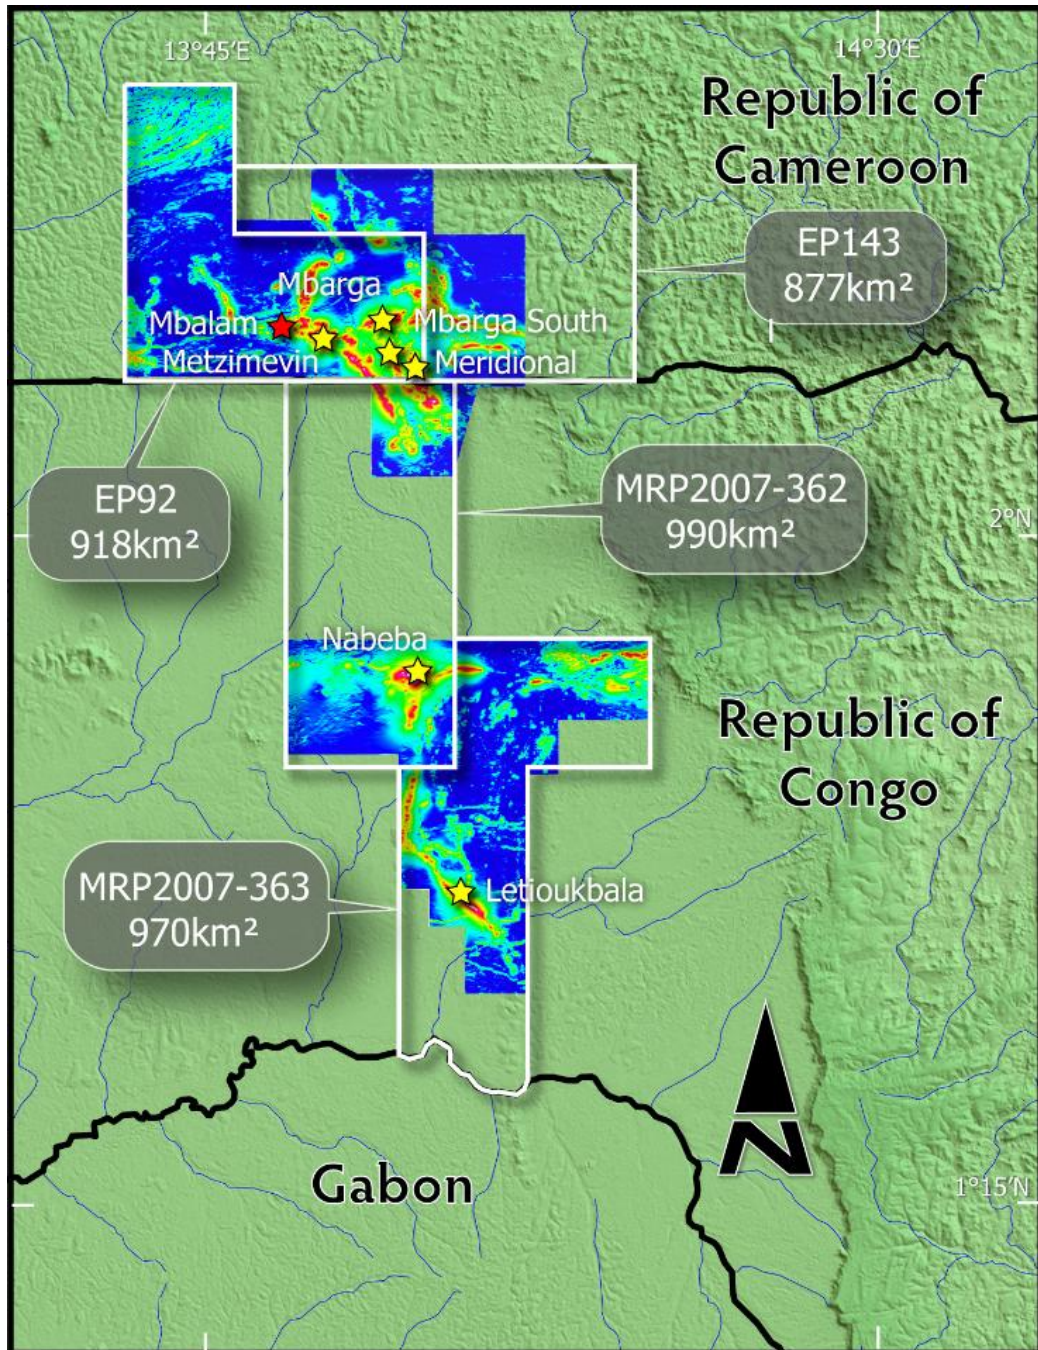 13°45'E
14°30'E
Republic of
Cameroon
EP143
877km²
Mbarga
Mbalam
Mbarga South
Metzimevin
Meridional
EP92
918km²
MRP2007-362
990km²
2°N
Nabeba
Republic of
Congo
MRP2007-363
970km²
Letioukbala
N
Gabon
1°15'N